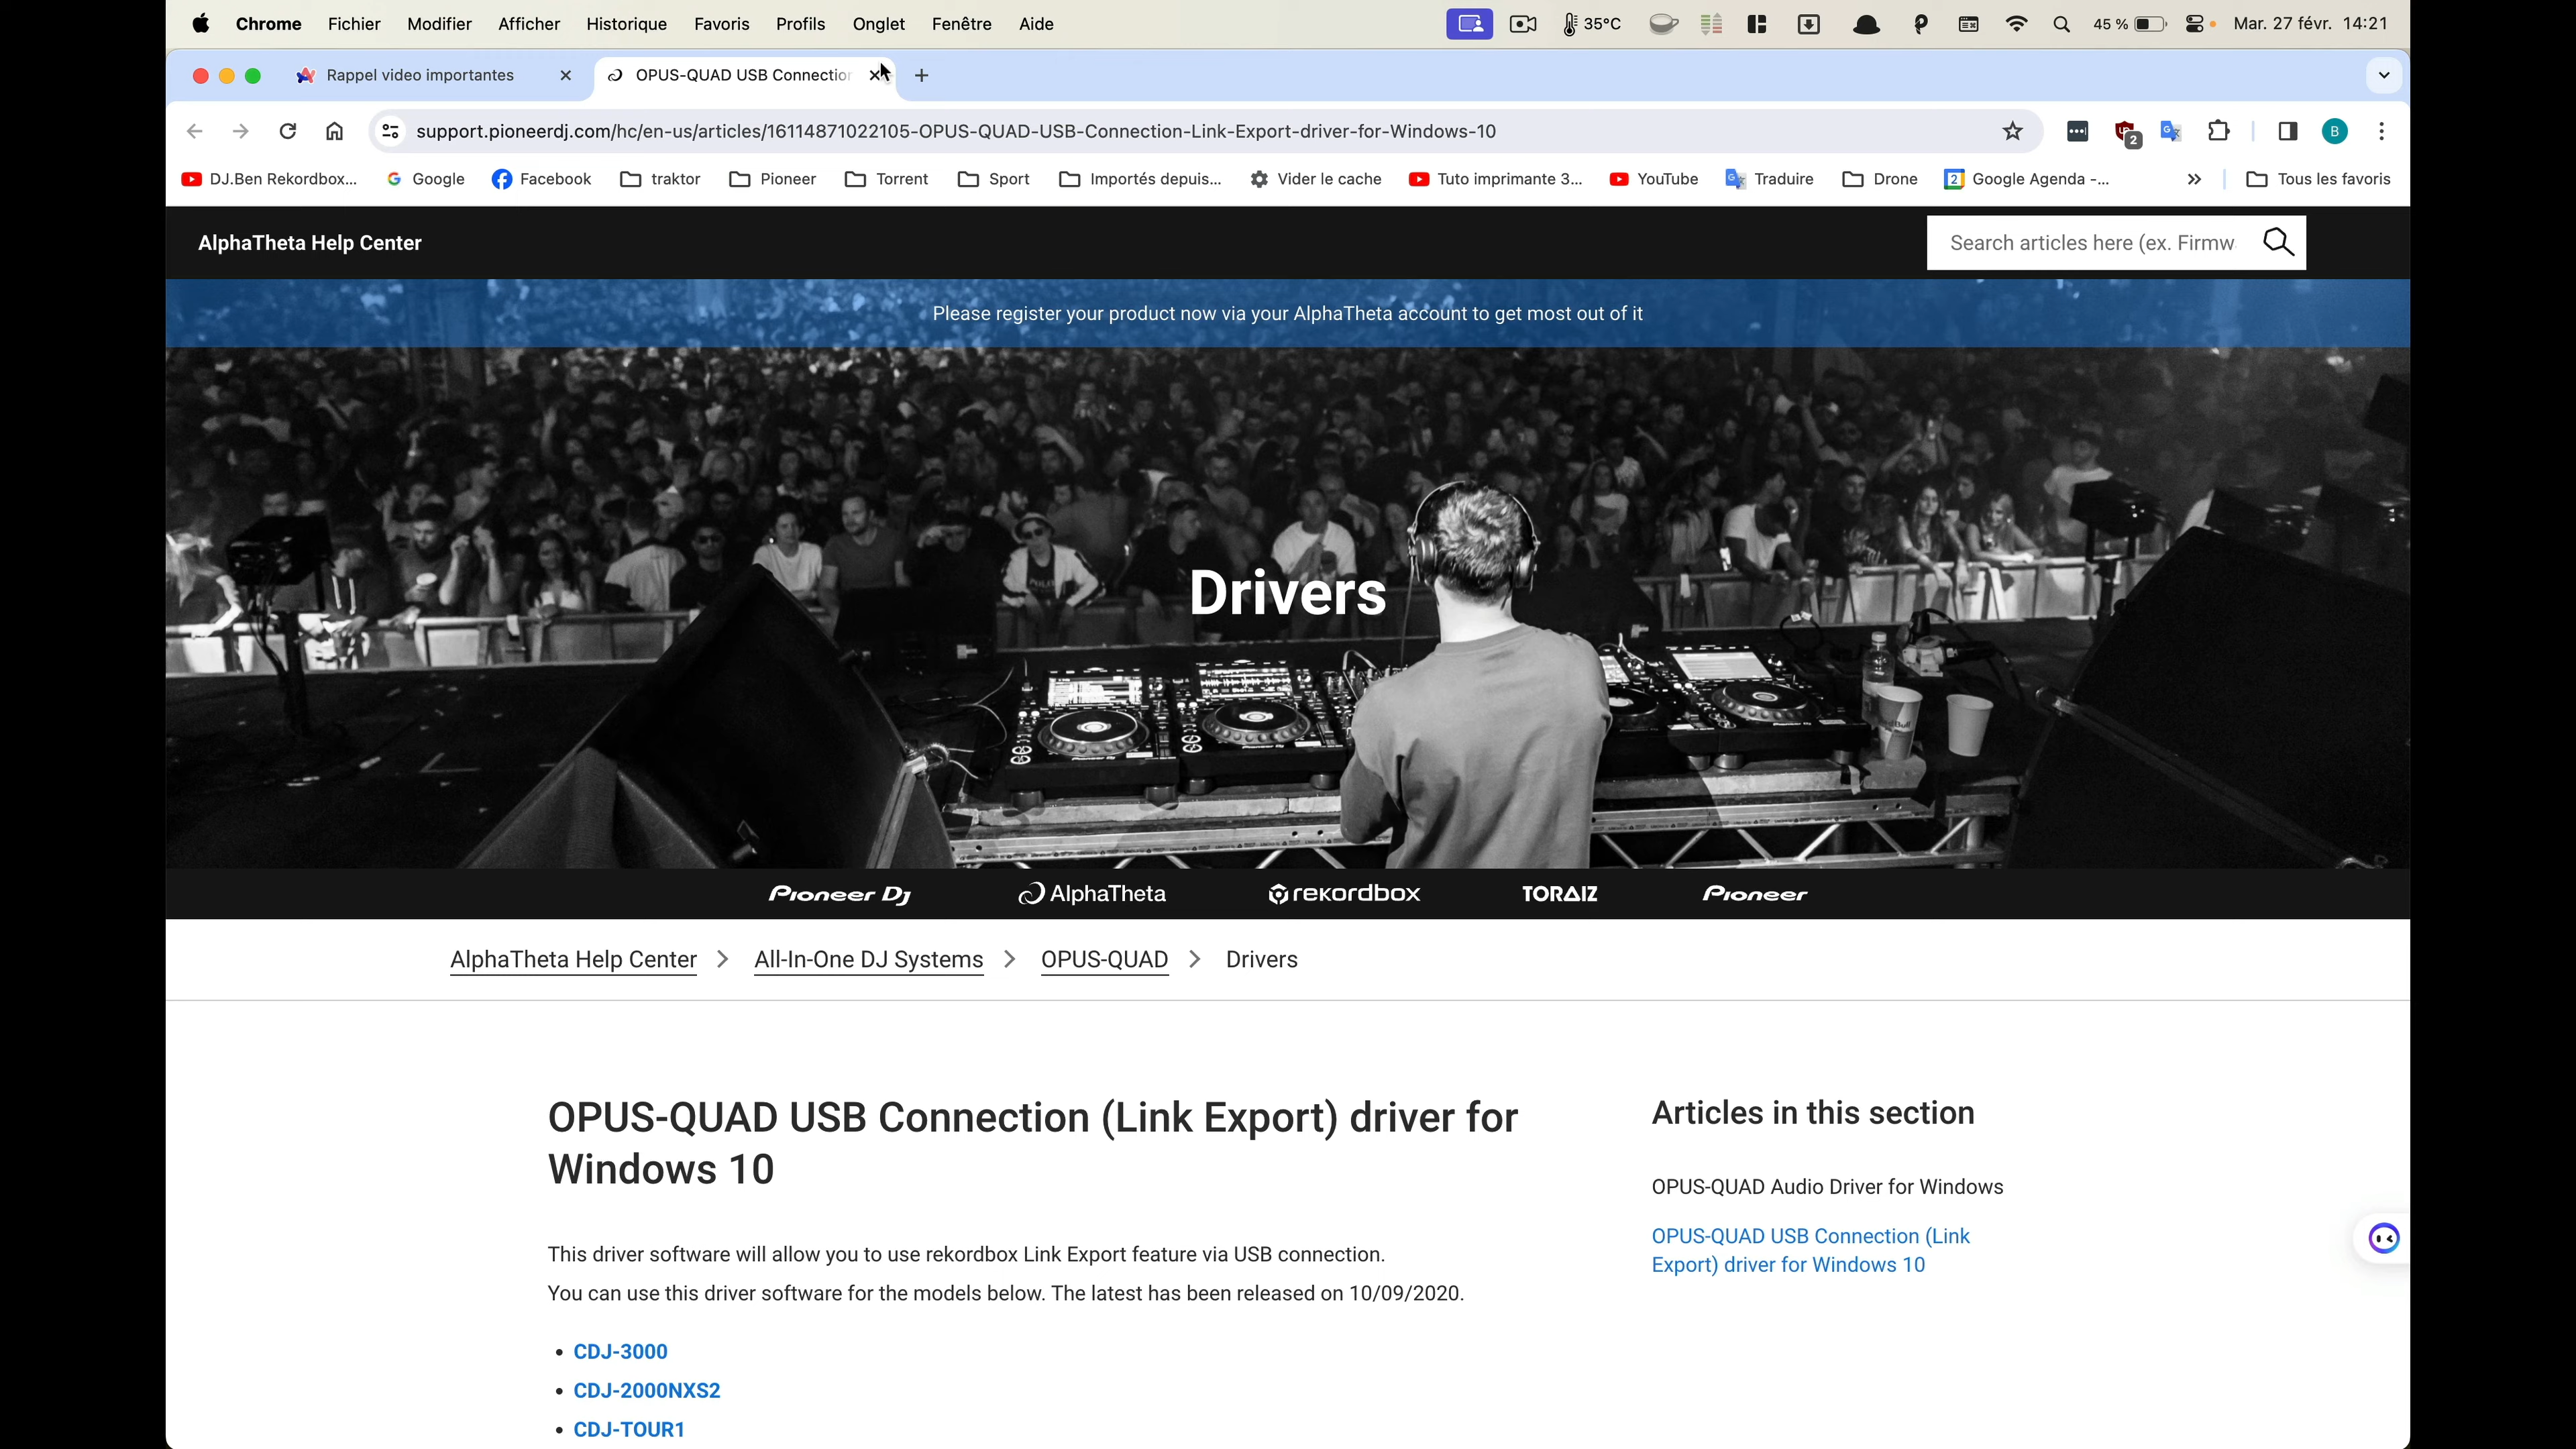 Chrome Fichier Modifier Afficher Historique Favoris Profils Onglet Fenêtre Aide 35°C 45 % Mar. 27 févr. 14:21
Rappel video importantes OPUS-QUAD USB Connection
support.pioneerdj.com/hc/en-us/articles/16114871022105-OPUS-QUAD-USB-Connection-Link-Export-driver-for-Windows-10 2 B
DJ.Ben Rekordbox... Google Facebook traktor Pioneer Torrent Sport Importés depuis... Vider le cache Tuto imprimante 3... YouTube Traduire Drone 2 Google Agenda -... Tous les favoris
AlphaTheta Help Center Search articles here (ex. Firmw
Please register your product now via your AlphaTheta account to get most out of it
Drivers
Pioneer Dj AlphaTheta rekordbox TORAIZ Pioneer
AlphaTheta Help Center > All-In-One DJ Systems > OPUS-QUAD > Drivers
OPUS-QUAD USB Connection (Link Export) driver for
Windows 10
This driver software will allow you to use rekordbox Link Export feature via USB connection.
You can use this driver software for the models below. The latest has been released on 10/09/2020.
• CDJ-3000
• CDJ-2000NXS2
• CDJ-TOUR1
Articles in this section
OPUS-QUAD Audio Driver for Windows
OPUS-QUAD USB Connection (Link
Export) driver for Windows 10